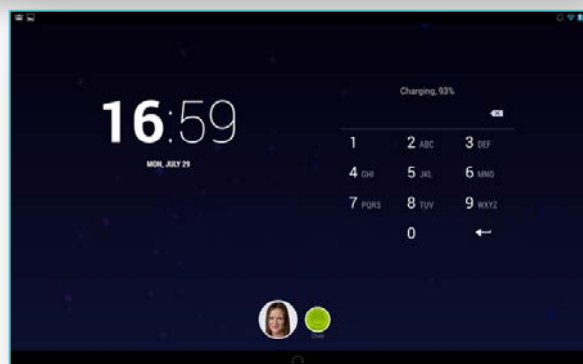 16:59
MON, JULY 29
Charging, 93%
1
2 ABC
3 DEF
4 GHI
5 JKL
6 MNO
7 PQRS
8 TUV
9 WXYZ
0